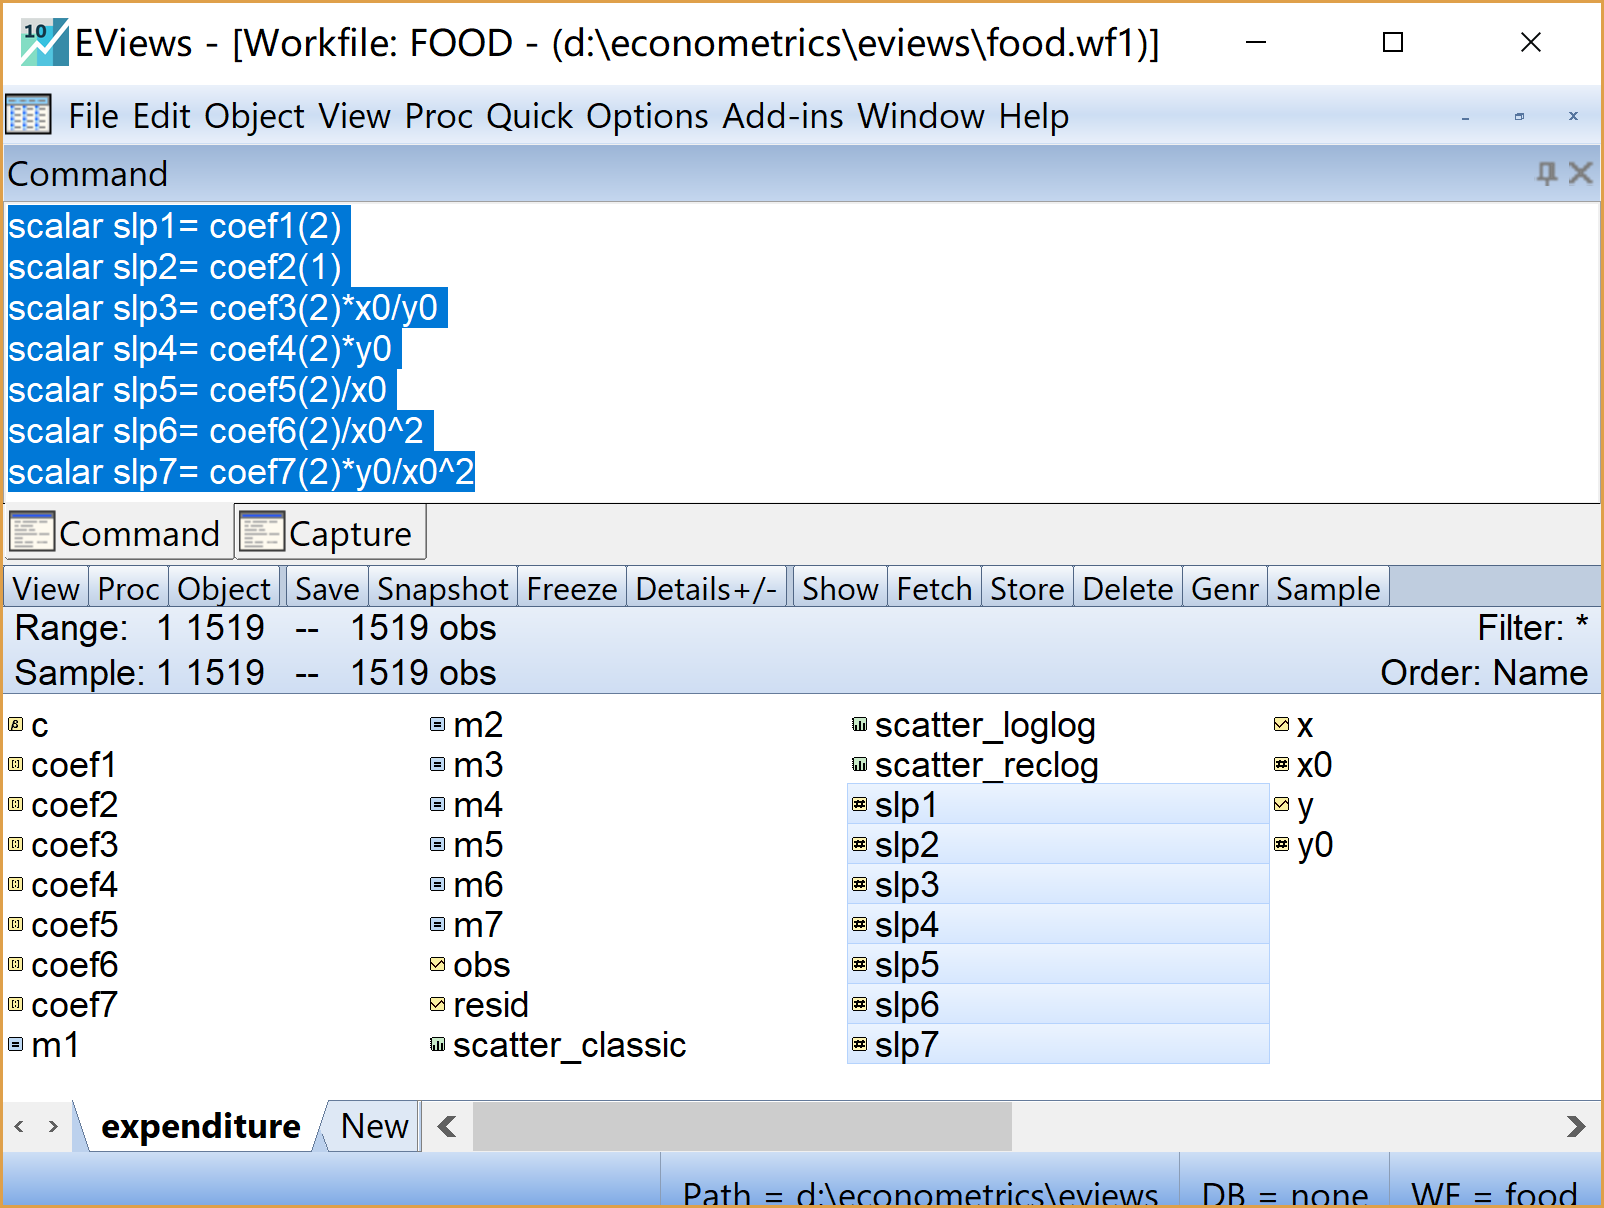 10 EViews - [Workfile: FOOD - (d:\econometrics\eviews\food.wf1)]
File Edit Object View Proc Quick Options Add-ins Window Help
Command
scalar slp1= coef1(2)
scalar slp2= coef2(1)
scalar slp3= coef3(2)*x0/y0
scalar slp4= coef4(2)*y0
scalar slp5= coef5(2)/x0
scalar slp6= coef6(2)/x0^2
scalar slp7= coef7(2)*y0/x0^2
Command Capture
View Proc Object Save Snapshot Freeze Details+/- Show Fetch Store Delete Genr Sample
Range: 1 1519 -- 1519 obs Filter: *
Sample: 1 1519 -- 1519 obs Order: Name
c
coef1
coef2
coef3
coef4
coef5
coef6
coef7
m1
m2
m3
m4
m5
m6
m7
obs
resid
scatter_classic
scatter_loglog
scatter_reclog
slp1
slp2
slp3
slp4
slp5
slp6
slp7
x
x0
y
y0
expenditure New
Path = d:\econometrics\eviews DB = none WF = food